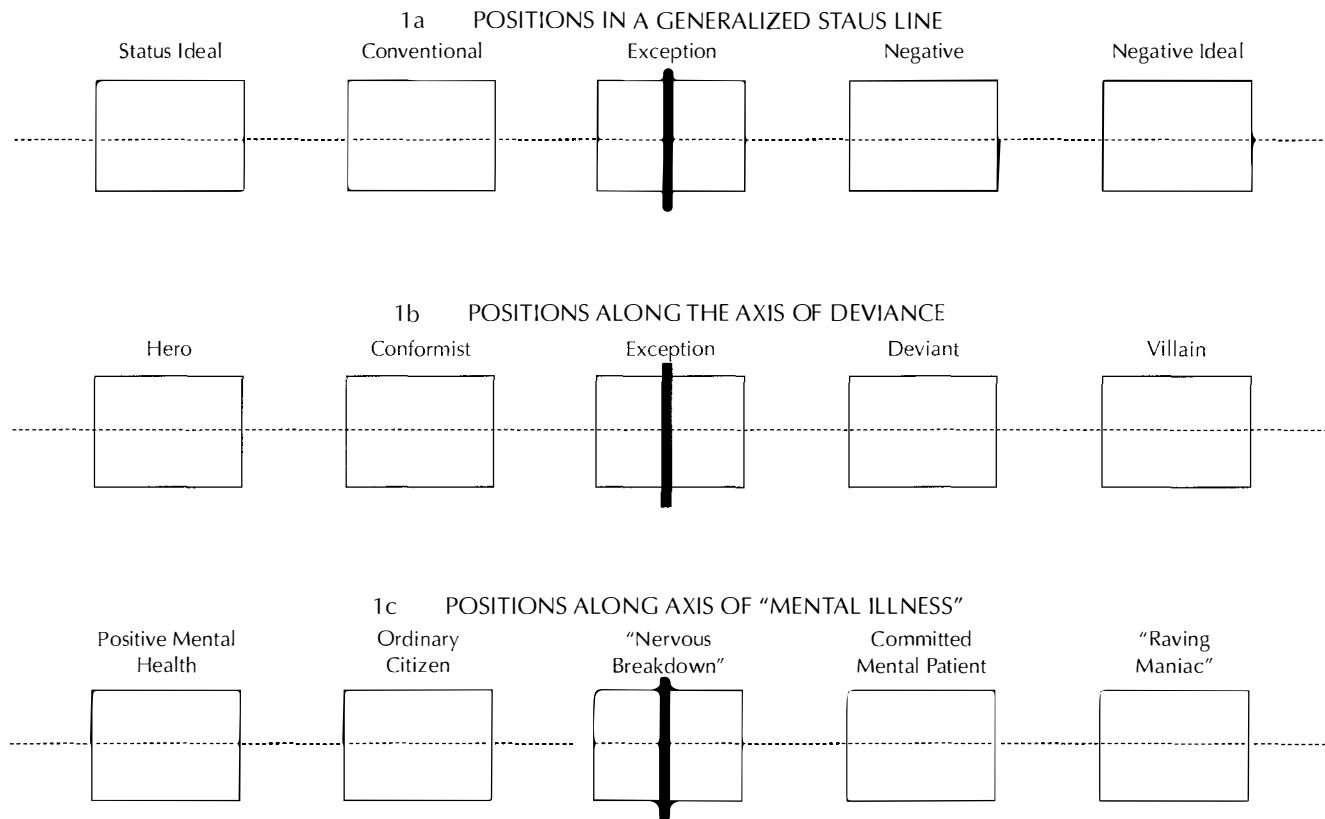 1a POSITIONS IN A GENERALIZED STAUS LINE
Status Ideal Conventional Exception Negative Negative Ideal
1b POSITIONS ALONG THE AXIS OF DEVIANCE
Hero Conformist Exception Deviant Villain
1c POSITIONS ALONG AXIS OF “MENTAL ILLNESS”
Positive Mental Ordinary “Nervous Committed “Raving
Health Citizen Breakdown” Mental Patient Maniac”